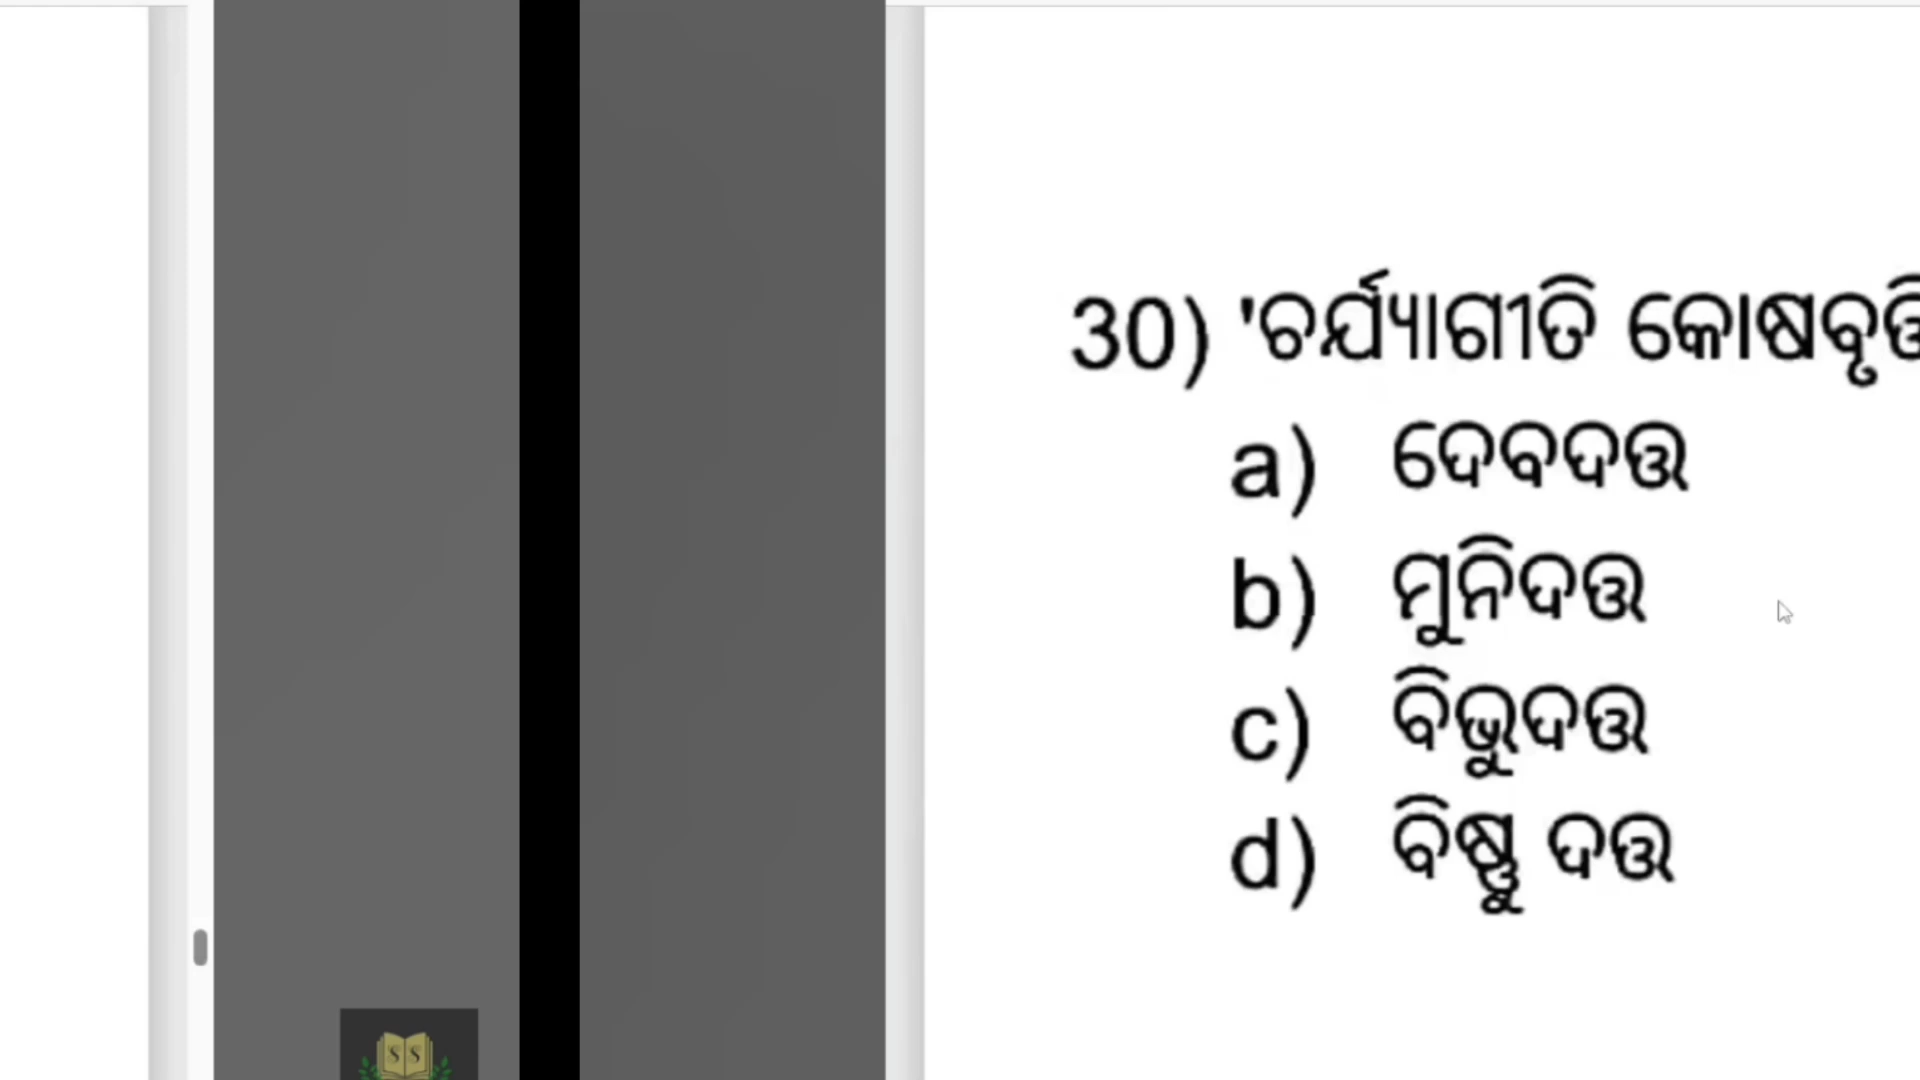 30) 'ଚର୍ଯ୍ୟାଗୀତି କୋଷବୃତ୍ତି
a) ଦେବଦତ୍ତ
b) ମୁନିଦତ୍ତ
c) ବିଭୁଦତ୍ତ
d) ବିଷ୍ଣୁ ଦତ୍ତ
S S